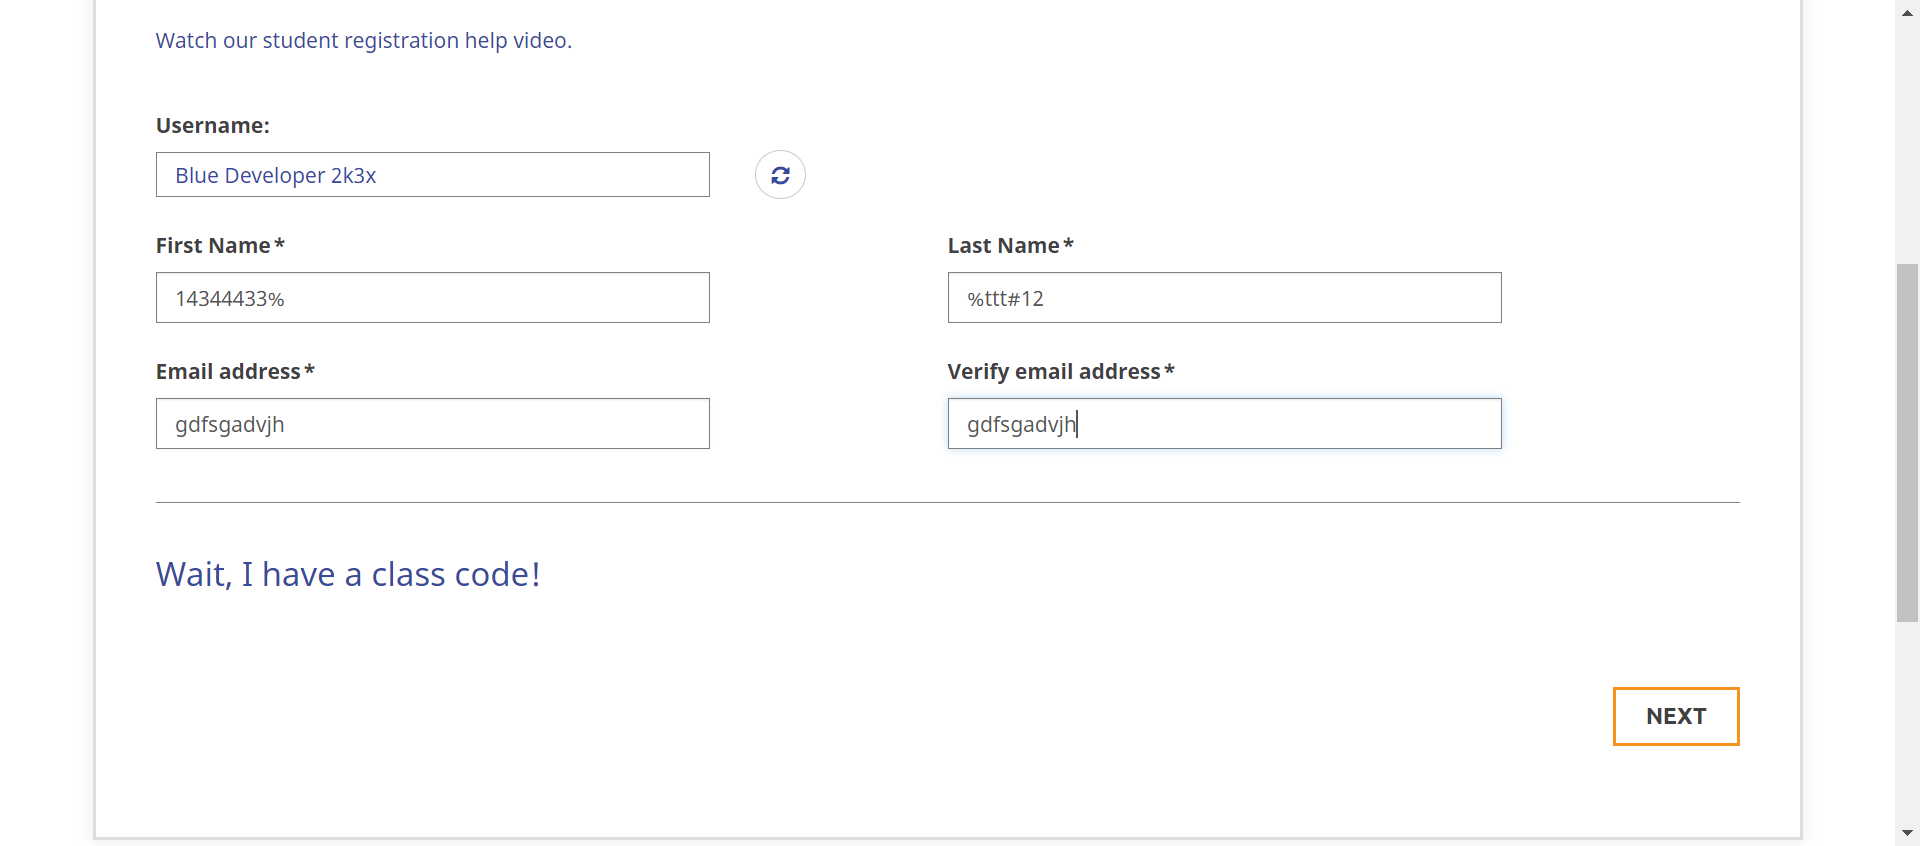 Watch our student registration help video.
Username:
Blue Developer 2k3x
First Name*
Last Name*
14344433%
%ttt#12
Email address*
Verify email address*
gdfsgadvjh
gdfsgadvjh
Wait, I have a class code!
NEXT